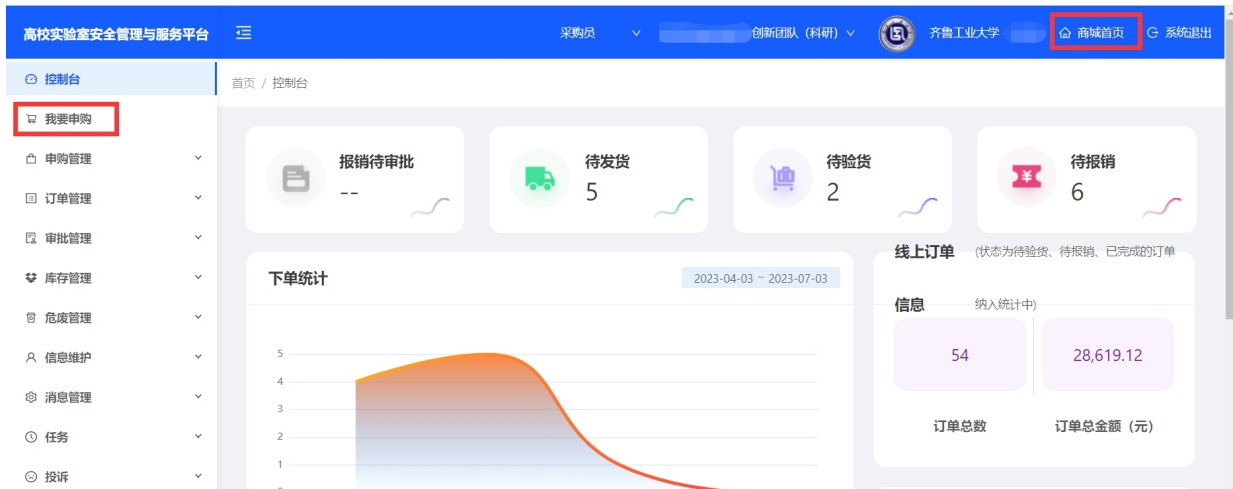 高校实验室安全管理与服务平台
采购员
创新团队（科研）
齐鲁工业大学
商城首页
系统退出
控制台
首页 / 控制台
我要申购
申购管理
订单管理
审批管理
库存管理
危废管理
信息维护
消息管理
任务
投诉
报销待审批
--
待发货
5
待验货
2
待报销
6
下单统计
2023-04-03 ~ 2023-07-03
5
4
3
2
1
线上订单 (状态为待验货、待报销、已完成的订单
信息 纳入统计中)
54
28,619.12
订单总数
订单总金额（元）